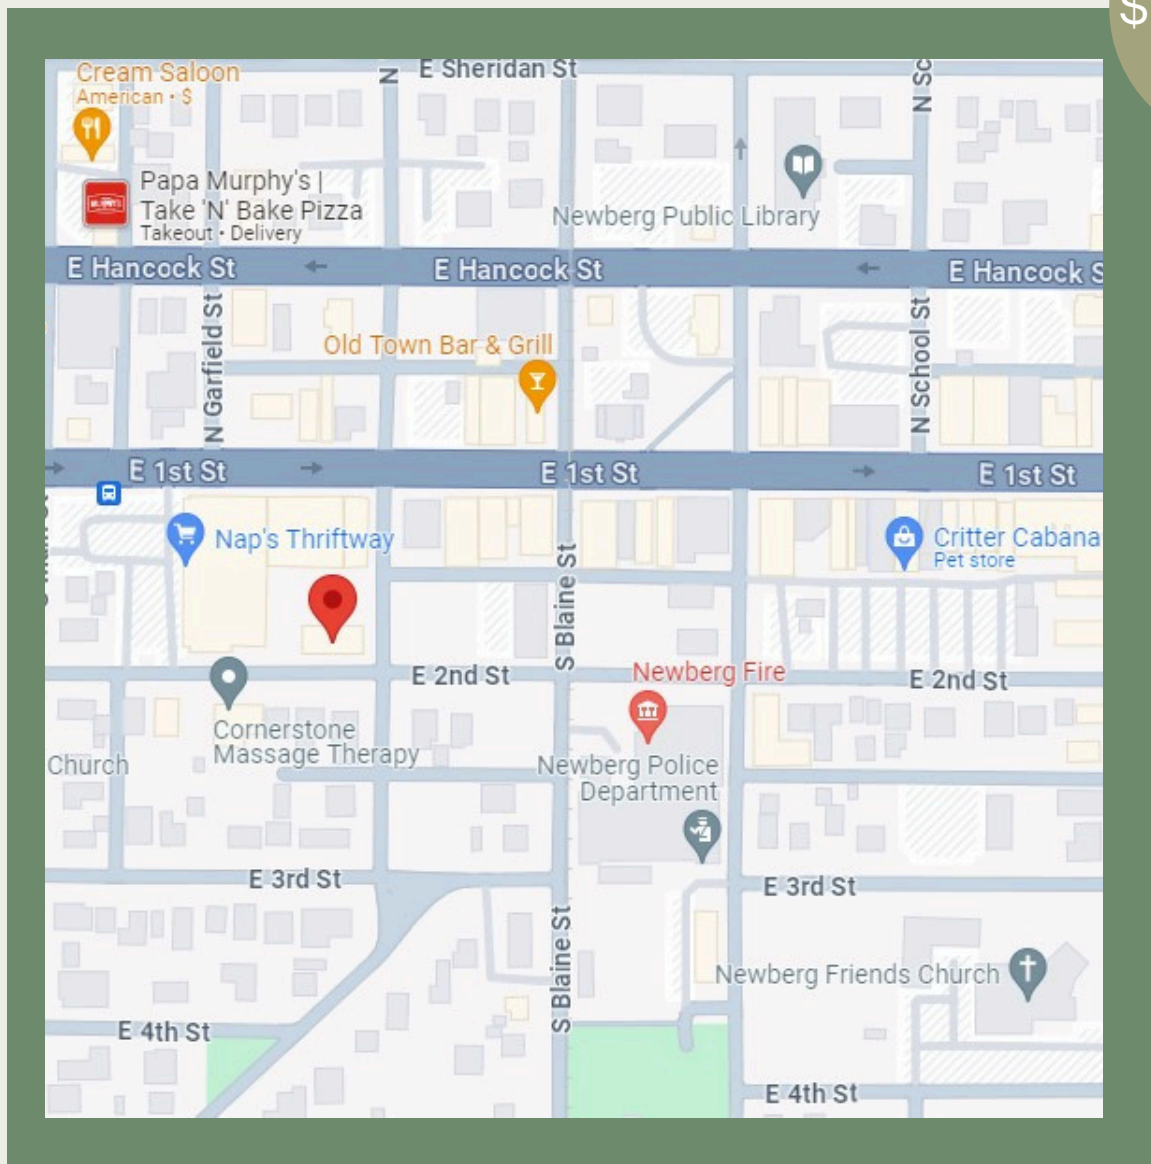 $
Cream Saloon
American · $
N
E Sheridan St
N Sc
Papa Murphy's |
Take 'N' Bake Pizza
Takeout · Delivery
Newberg Public Library
E Hancock St
E Hancock St
E Hancock S
N Garfield St
Old Town Bar & Grill
N School St
E 1st St
E 1st St
E 1st St
Nap's Thriftway
Critter Cabana
Pet store
S Blaine St
E 2nd St
Newberg Fire
E 2nd St
Cornerstone
Massage Therapy
Church
Newberg Police
Department
E 3rd St
E 3rd St
S Blaine St
Newberg Friends Church
E 4th St
E 4th St